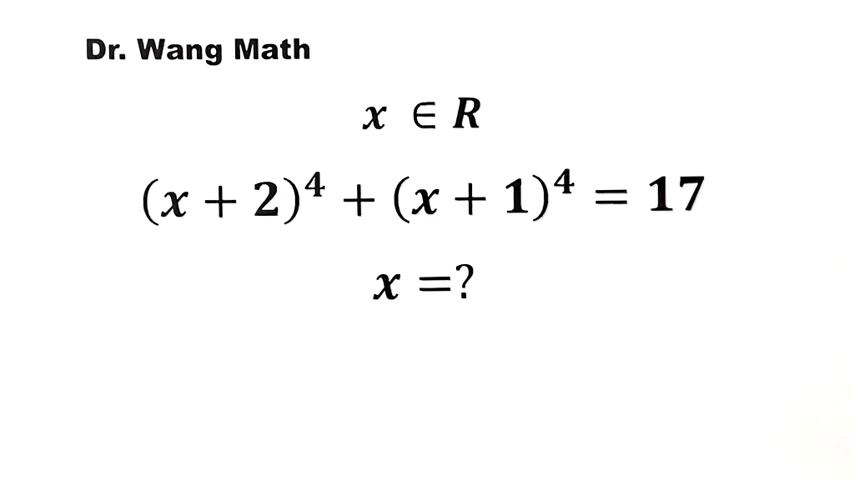 Dr. Wang Math
x ∈ R
(x + 2)⁴ + (x + 1)⁴ = 17
x =?